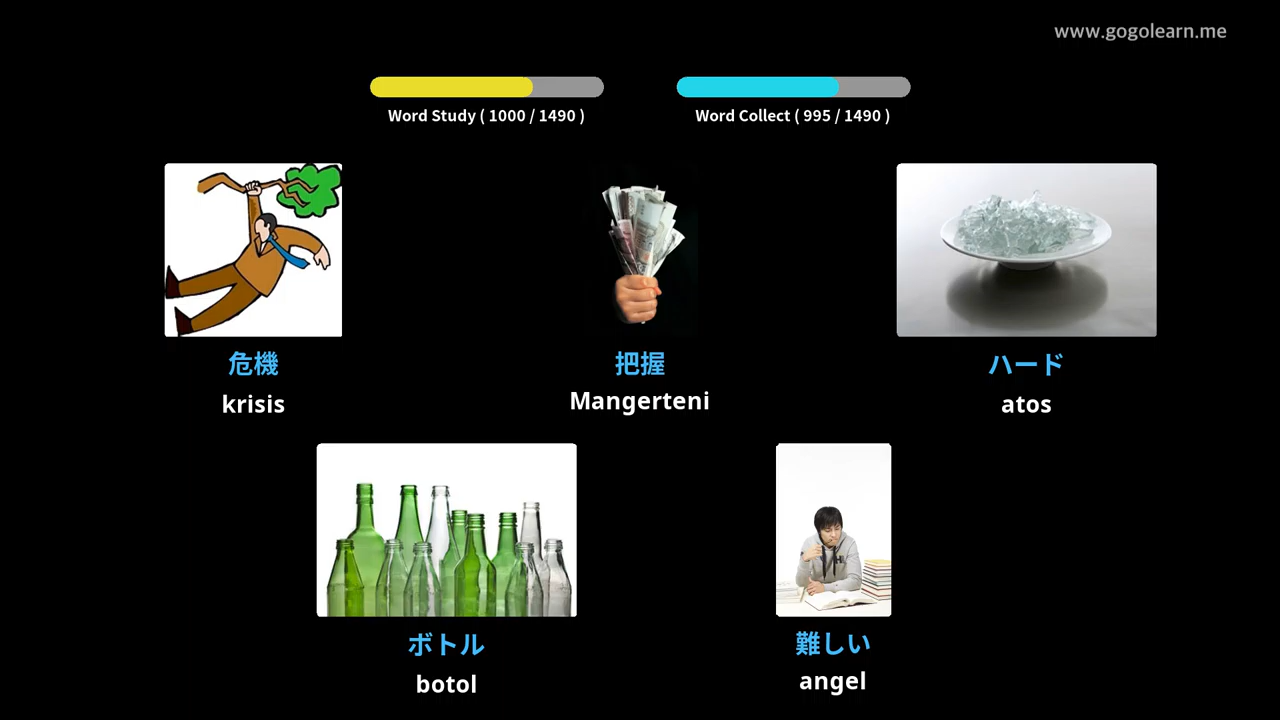 www.gogolearn.me
Word Study ( 1000 / 1490 )
Word Collect ( 995 / 1490 )
危機
krisis
把握
Mangerteni
ハード
atos
ボトル
botol
難しい
angel